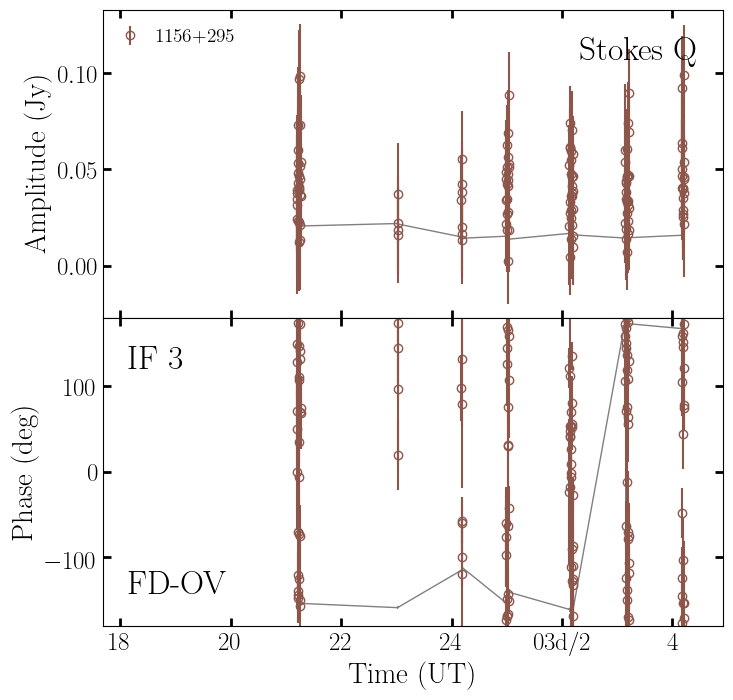 1156+295
Stokes Q
0.10
0.05
0.00
Amplitude (Jy)
IF 3
100
0
−100
Phase (deg)
FD-OV
18 20 22 24 03d/2 4
Time (UT)